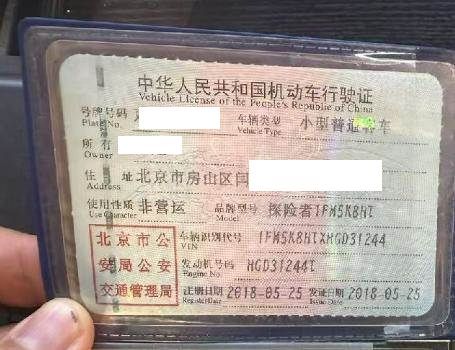 中华人民共和国机动车行驶证
Vehicle License of the People's Republic of China
号牌号码 车辆类型 小型普通客车
Plate No. Vehicle Type
所有
Owner
住 址 北京市房山区闫
Address
使用性质 非营运 品牌型号 探险者1FM5K8HT
Use Character Model
北京市公
安局公安
交通管理局
车辆识别代号 1FM5K8HTXHGD31244
VIN
发动机号码 HGD31244T
Engine No.
注册日期 2018-05-25 发证日期 2018-05-25
Register Date Issue Date